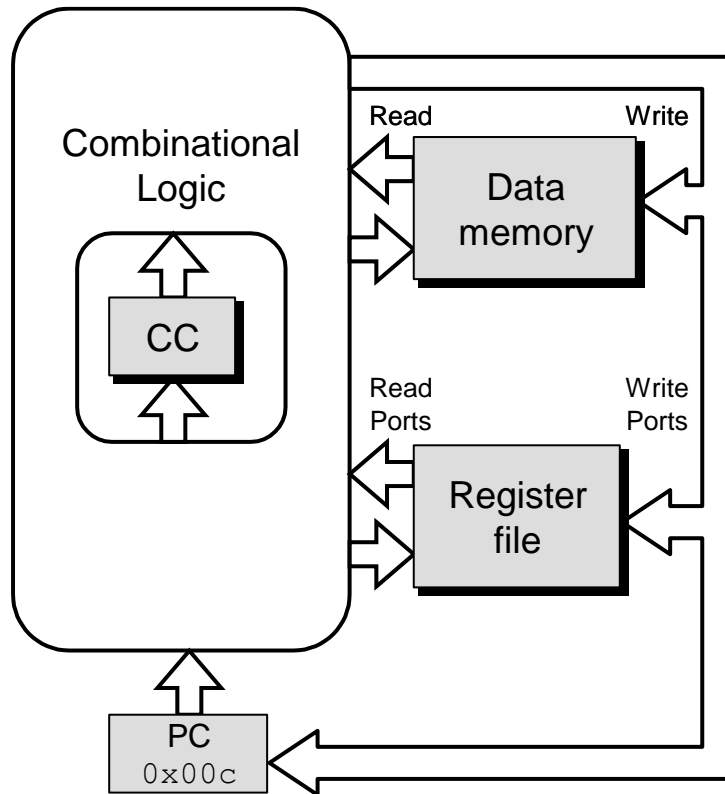 Combinational
Logic
CC
Read
Write
Data
memory
Read
Ports
Write
Ports
Register
file
PC
0x00c